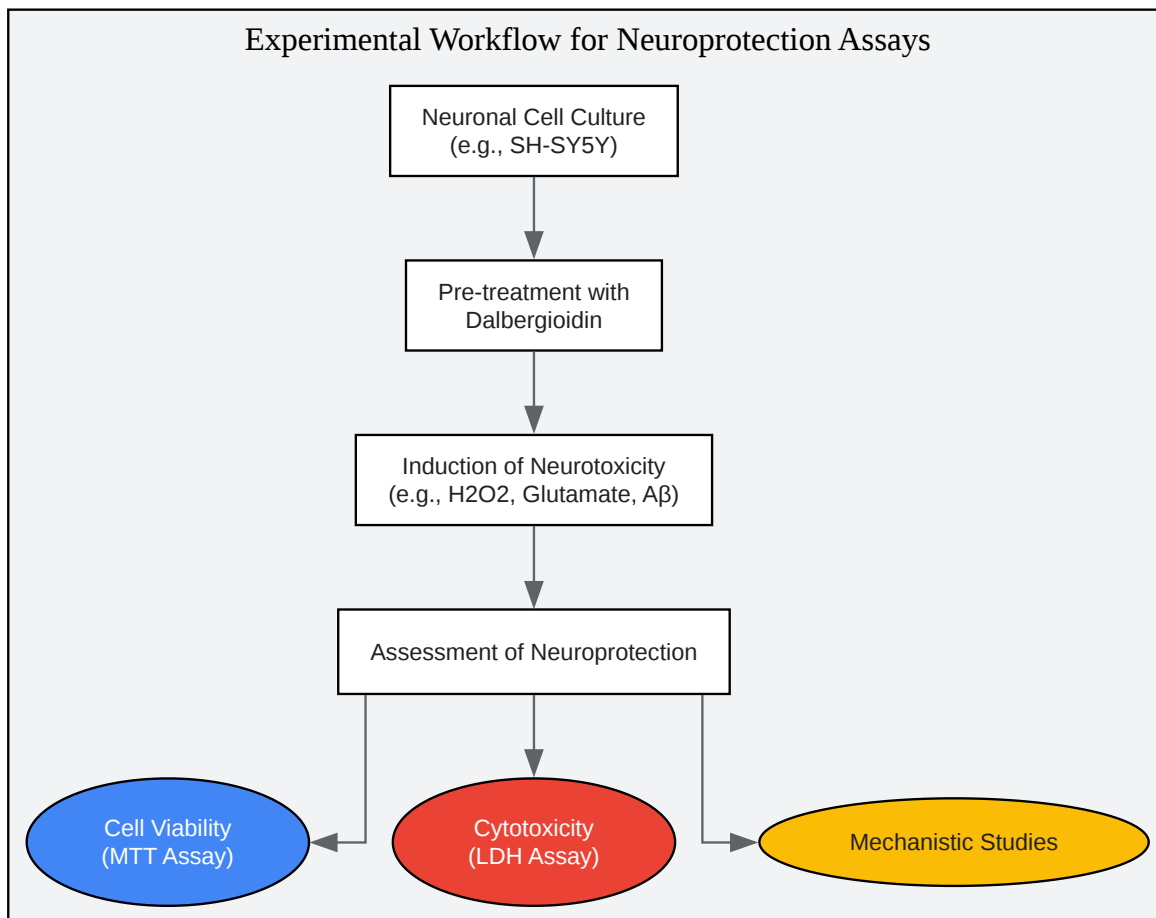 Experimental Workflow for Neuroprotection Assays
Neuronal Cell Culture
(e.g., SH-SY5Y)
Pre-treatment with
Dalbergioidin
Induction of Neurotoxicity
(e.g., H2O2, Glutamate, Aβ)
Assessment of Neuroprotection
Cell Viability
(MTT Assay)
Cytotoxicity
(LDH Assay)
Mechanistic Studies